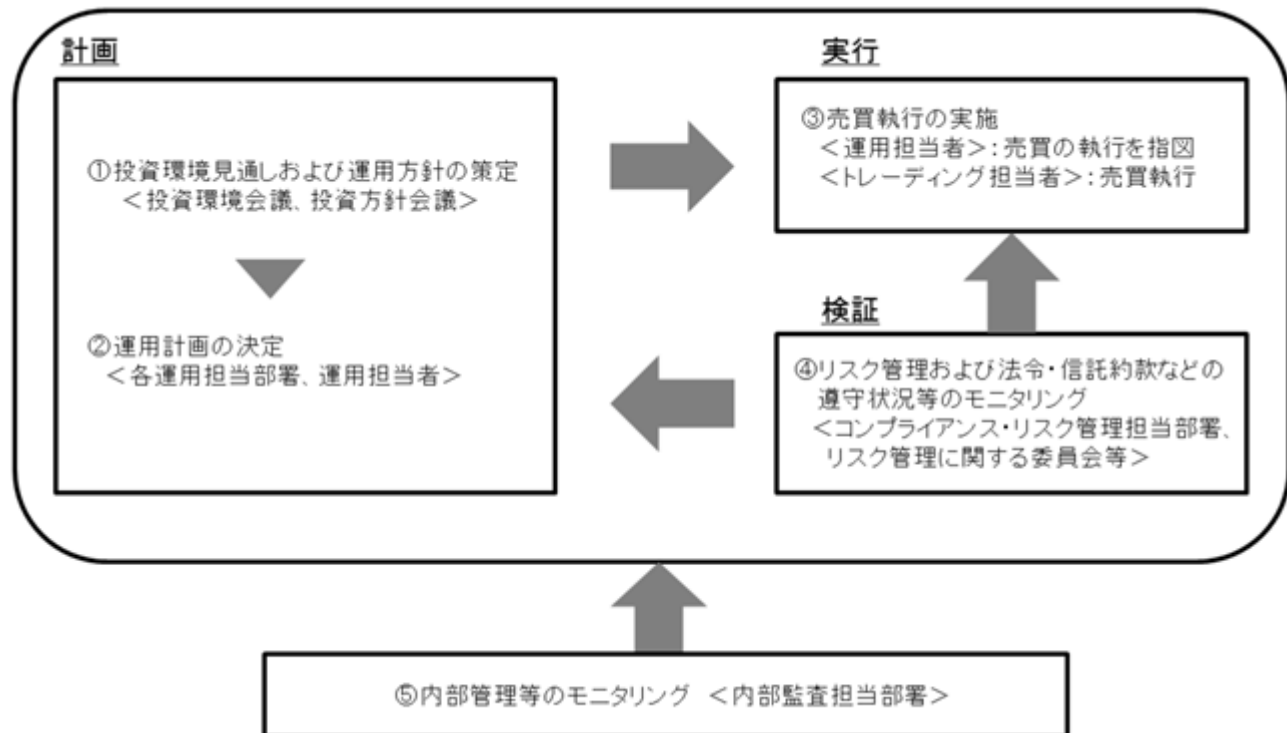 計画
①投資環境見通しおよび運用方針の策定
＜投資環境会議、投資方針会議＞
②運用計画の決定
＜各運用担当部署、運用担当者＞
実行
③売買執行の実施
＜運用担当者＞：売買の執行を指図
＜トレーディング担当者＞：売買執行
検証
④リスク管理および法令・信託約款などの
遵守状況等のモニタリング
＜コンプライアンス・リスク管理担当部署、
リスク管理に関する委員会等＞
⑤内部管理等のモニタリング ＜内部監査担当部署＞